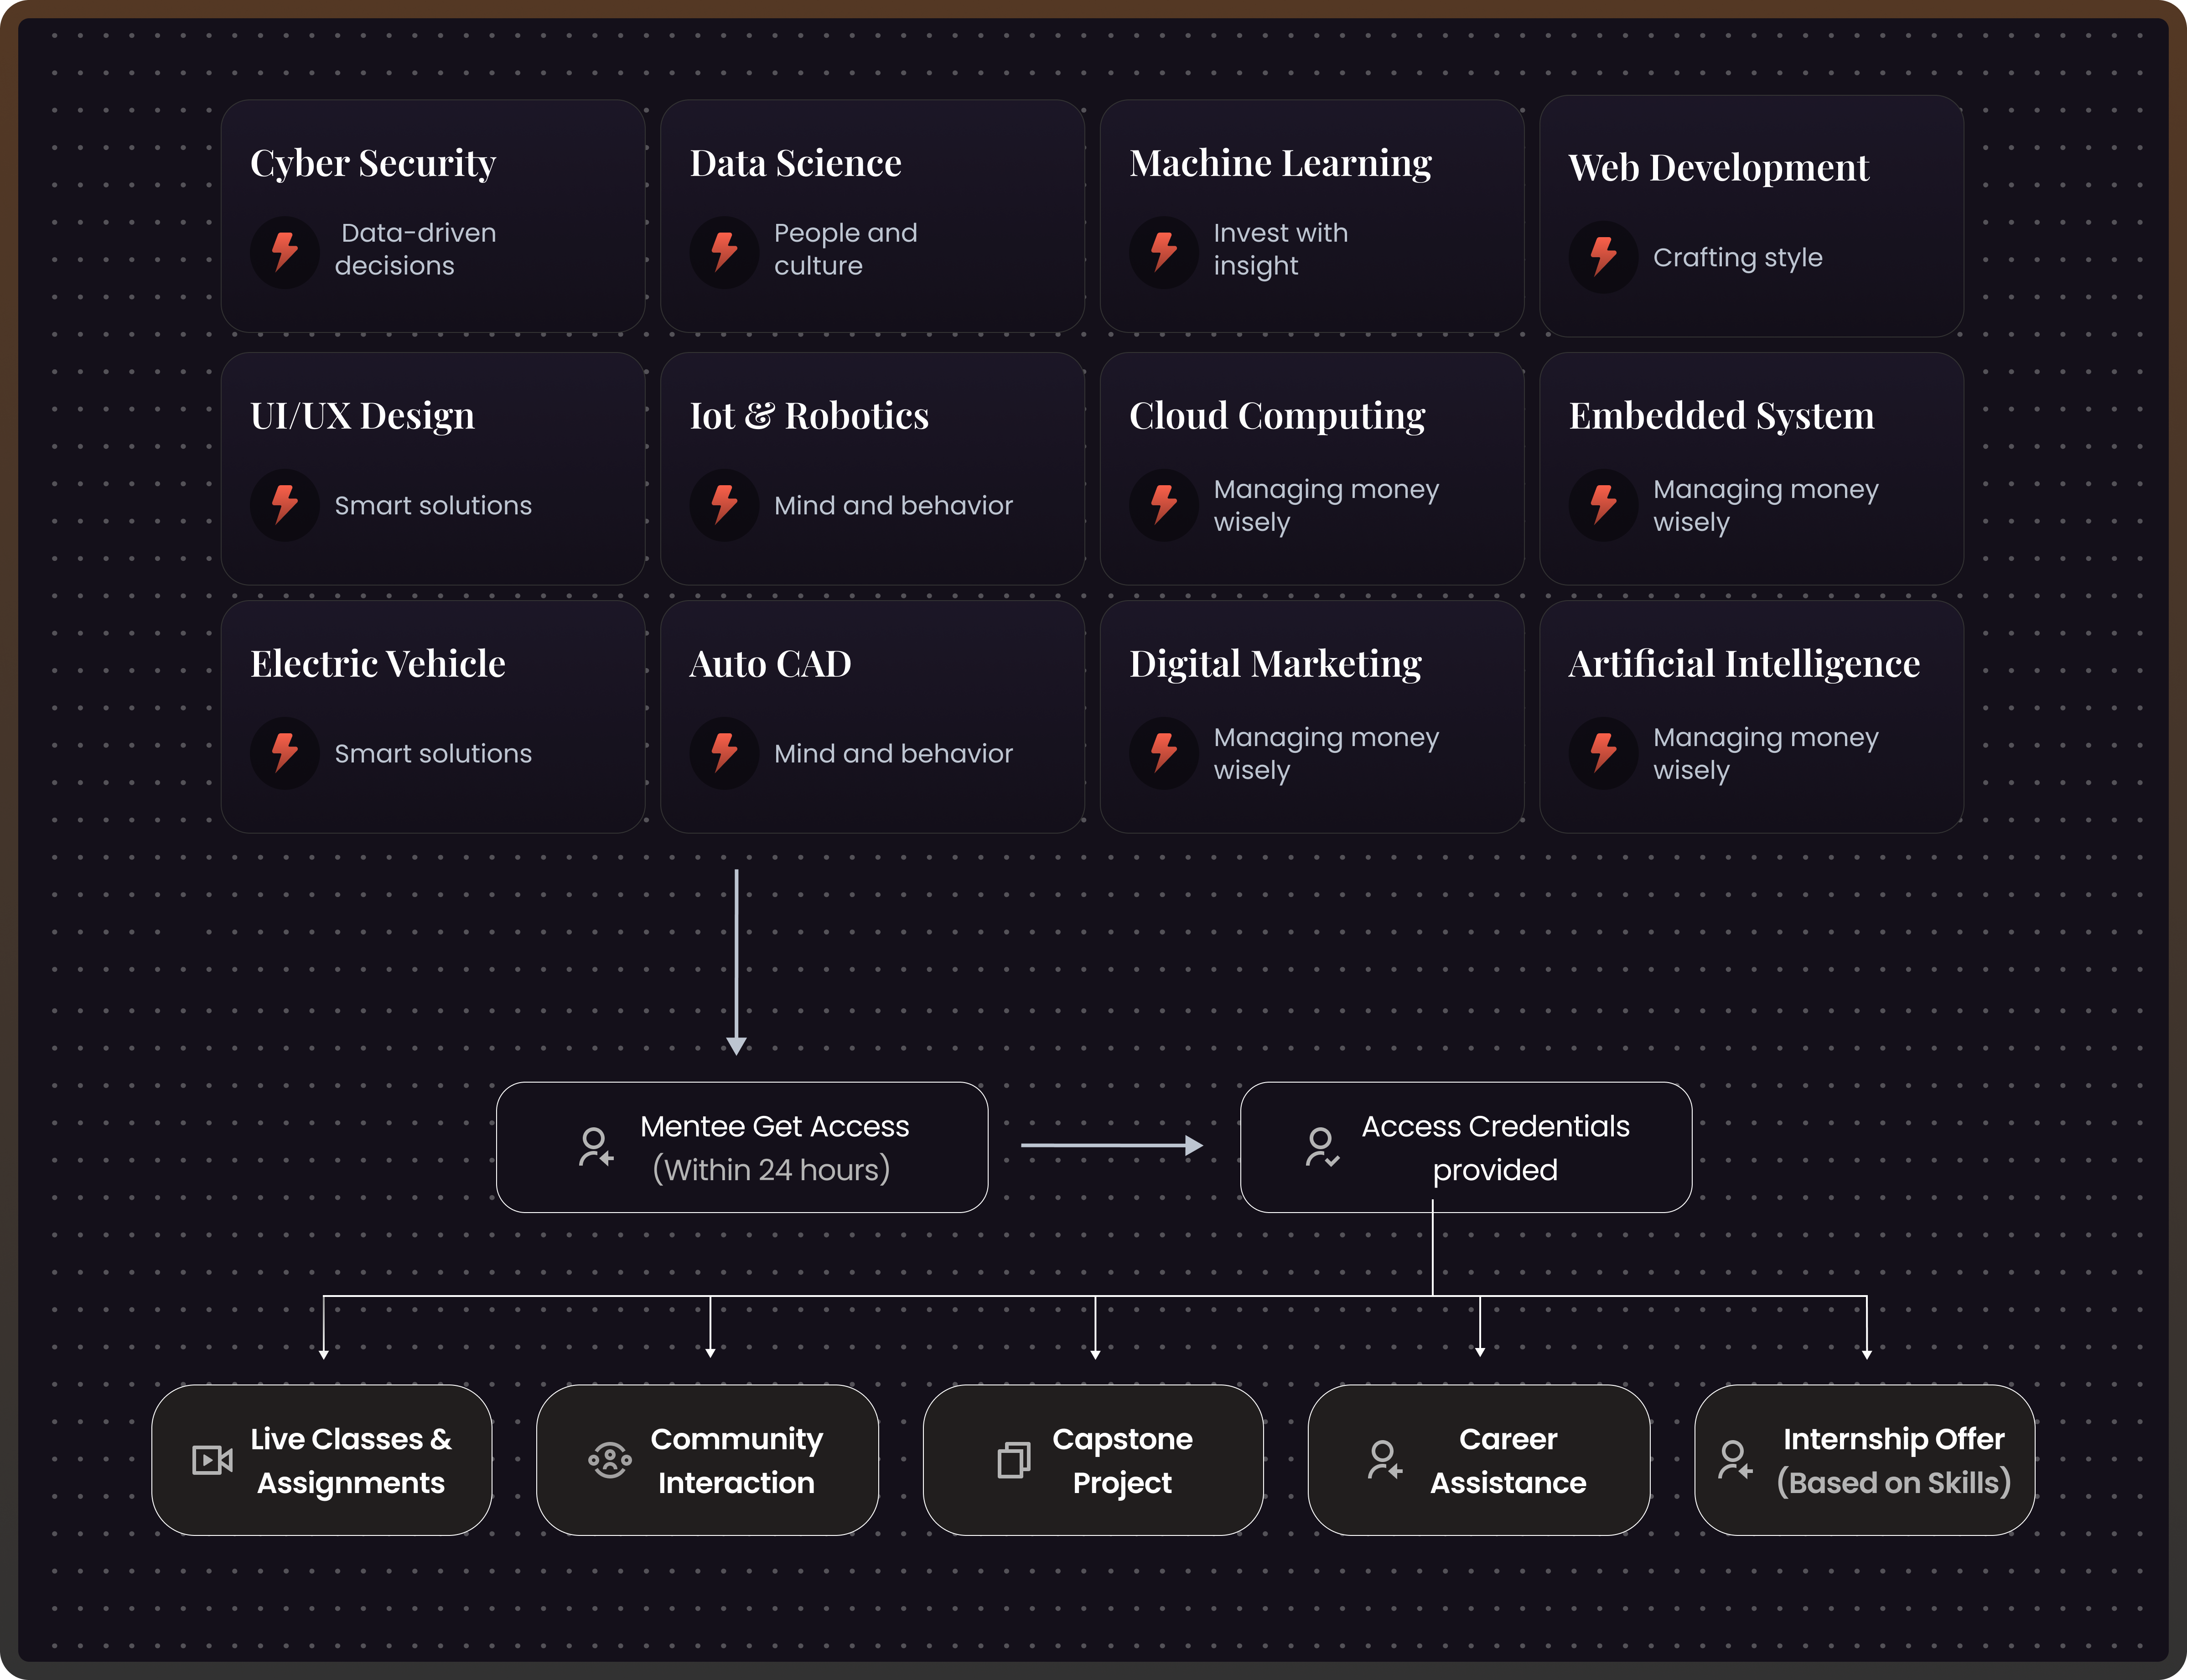 Cyber Security
Data-driven
decisions
Data Science
People and
culture
Machine Learning
Invest with
insight
Web Development
Crafting style
UI/UX Design
Smart solutions
Iot & Robotics
Mind and behavior
Cloud Computing
Managing money
wisely
Embedded System
Managing money
wisely
Electric Vehicle
Smart solutions
Auto CAD
Mind and behavior
Digital Marketing
Managing money
wisely
Artificial Intelligence
Managing money
wisely
Mentee Get Access
(Within 24 hours)
Access Credentials
provided
Live Classes &
Assignments
Community
Interaction
Capstone
Project
Career
Assistance
Internship Offer
(Based on Skills)